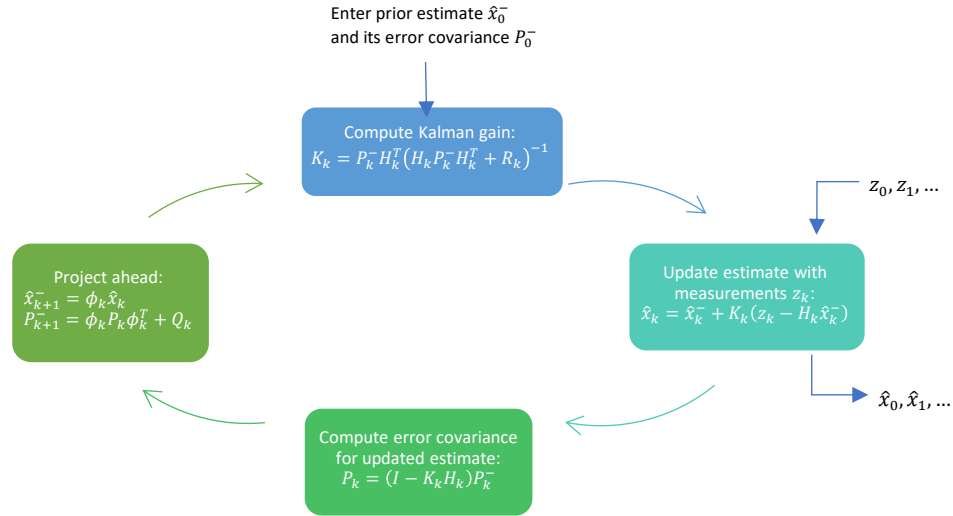 Enter prior estimate x̂₀⁻
and its error covariance P₀⁻
Compute Kalman gain:
Kₖ = Pₖ⁻Hₖᵀ(HₖPₖ⁻Hₖᵀ + Rₖ)⁻¹
z₀, z₁, …
Update estimate with
measurements zₖ:
x̂ₖ = x̂ₖ⁻ + Kₖ(zₖ − Hₖx̂ₖ⁻)
x̂₀, x̂₁, …
Compute error covariance
for updated estimate:
Pₖ = (I − KₖHₖ)Pₖ⁻
Project ahead:
x̂ₖ₊₁⁻ = ϕₖx̂ₖ
Pₖ₊₁⁻ = ϕₖPₖϕₖᵀ + Qₖ